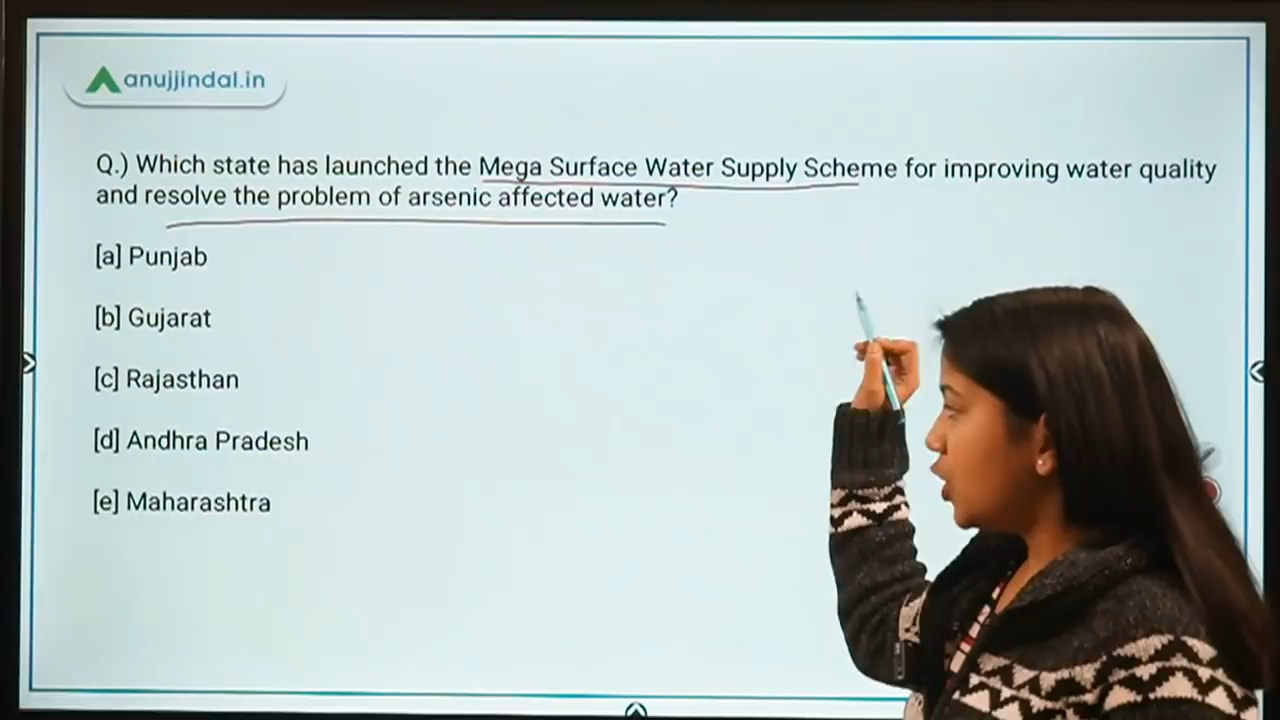 anujjindal.in
Q.) Which state has launched the Mega Surface Water Supply Scheme for improving water quality
and resolve the problem of arsenic affected water?
[a] Punjab
[b] Gujarat
[c] Rajasthan
[d] Andhra Pradesh
[e] Maharashtra